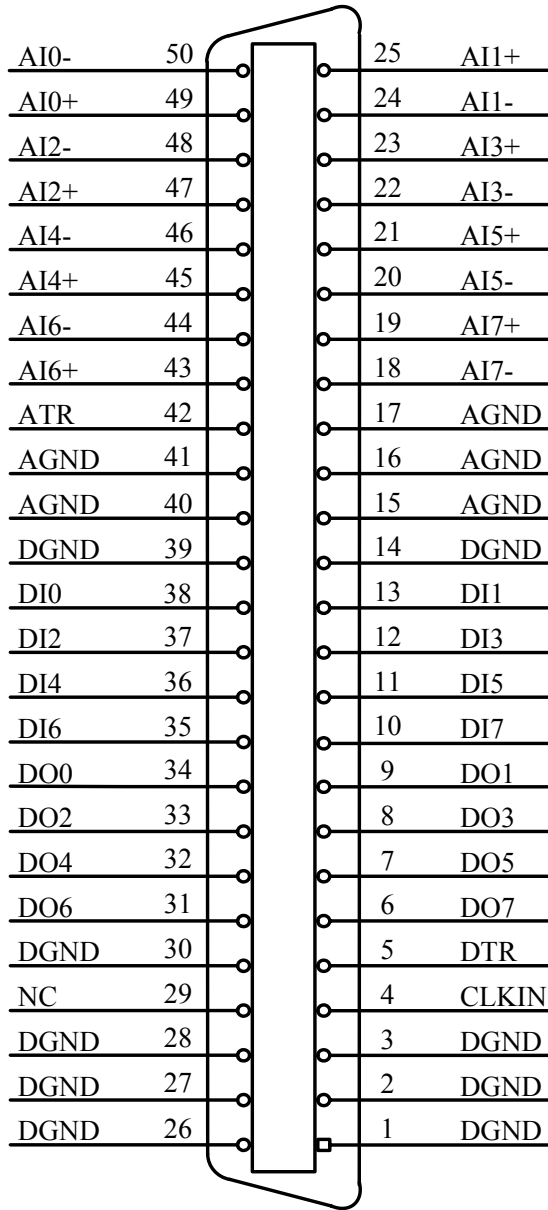 AI0- 50 25 AI1+
AI0+ 49 24 AI1-
AI2- 48 23 AI3+
AI2+ 47 22 AI3-
AI4- 46 21 AI5+
AI4+ 45 20 AI5-
AI6- 44 19 AI7+
AI6+ 43 18 AI7-
ATR 42 17 AGND
AGND 41 16 AGND
AGND 40 15 AGND
DGND 39 14 DGND
DI0 38 13 DI1
DI2 37 12 DI3
DI4 36 11 DI5
DI6 35 10 DI7
DO0 34 9 DO1
DO2 33 8 DO3
DO4 32 7 DO5
DO6 31 6 DO7
DGND 30 5 DTR
NC 29 4 CLKIN
DGND 28 3 DGND
DGND 27 2 DGND
DGND 26 1 DGND